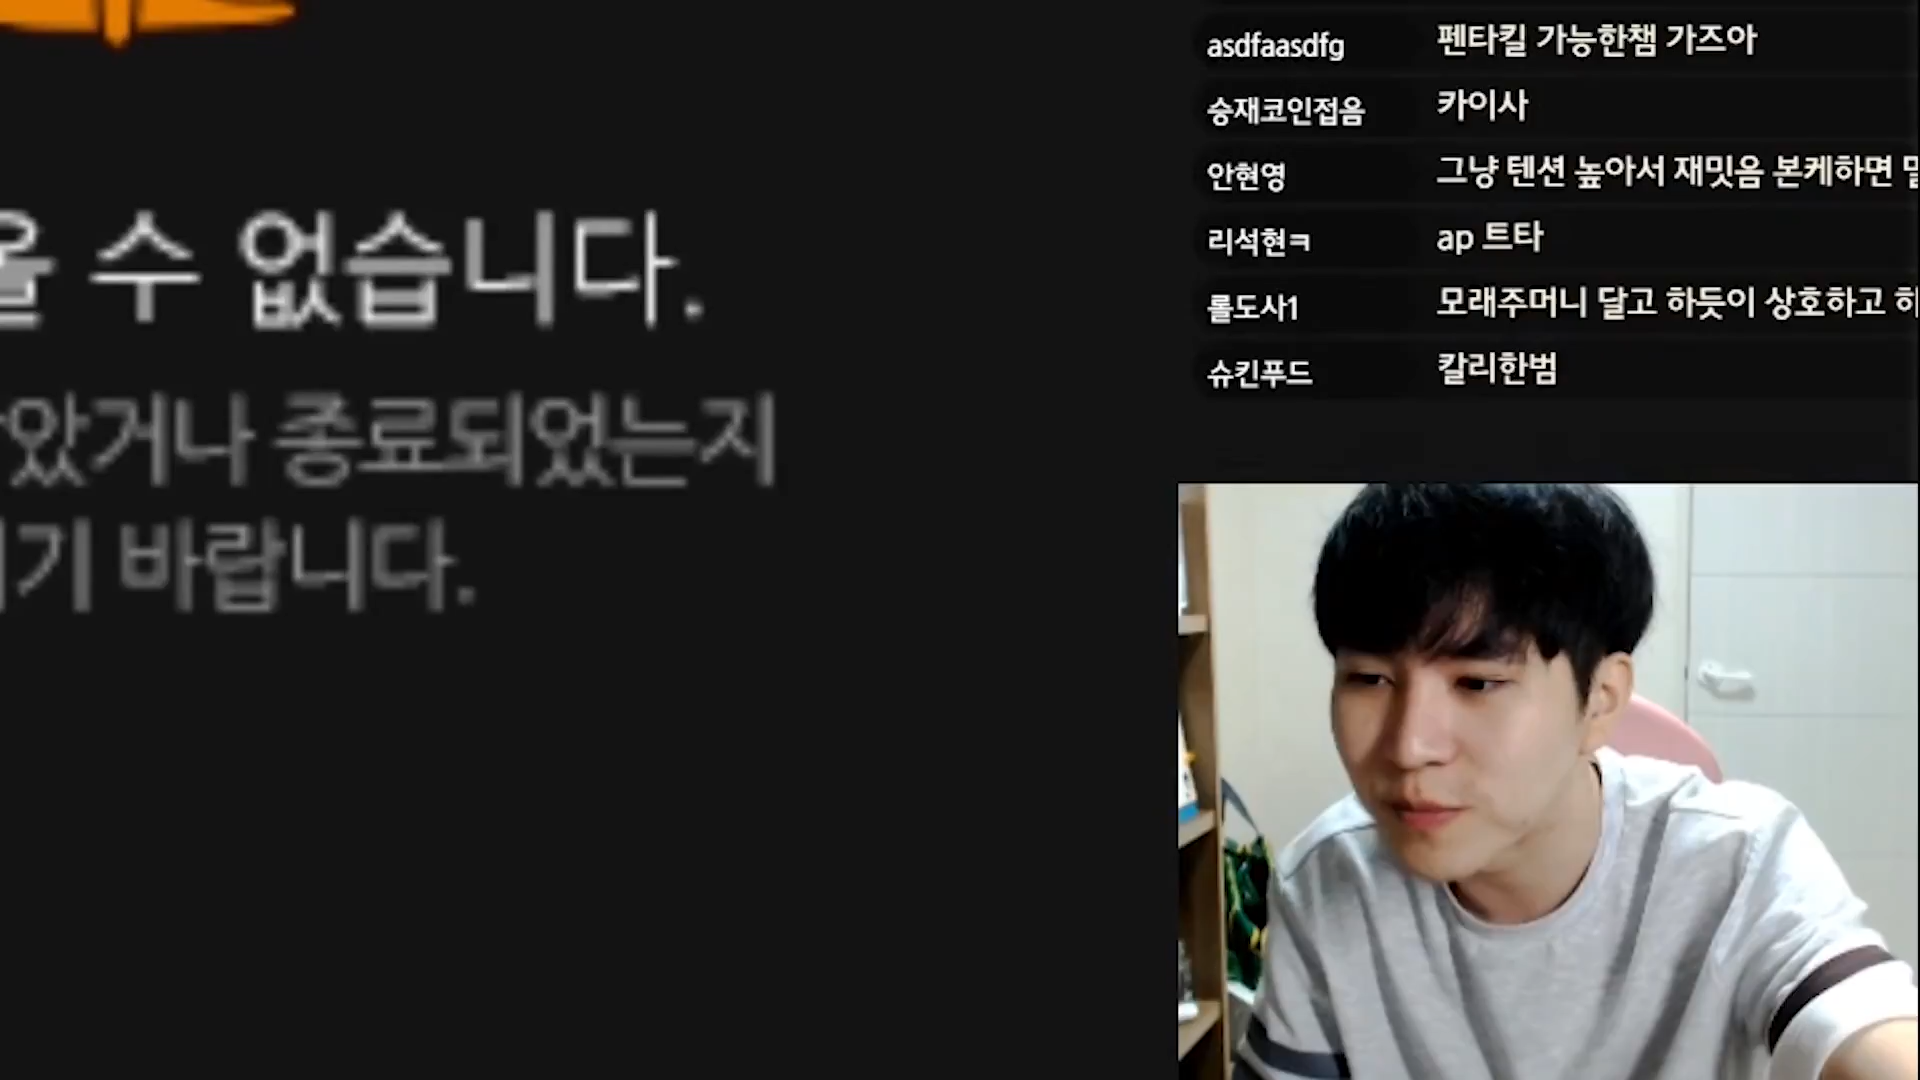 수 없습니다.
았거나 종료되었는지
기 바랍니다.
asdfaasdfg 펜타킬 가능한챔 가즈아
승재코인접음 카이사
안현영 그냥 텐션 높아서 재밋음 본케하면
리석현ㅋ ap 트타
롤도사1 모래주머니 달고 하듯이 상호하고 하
슈킨푸드 칼리한범